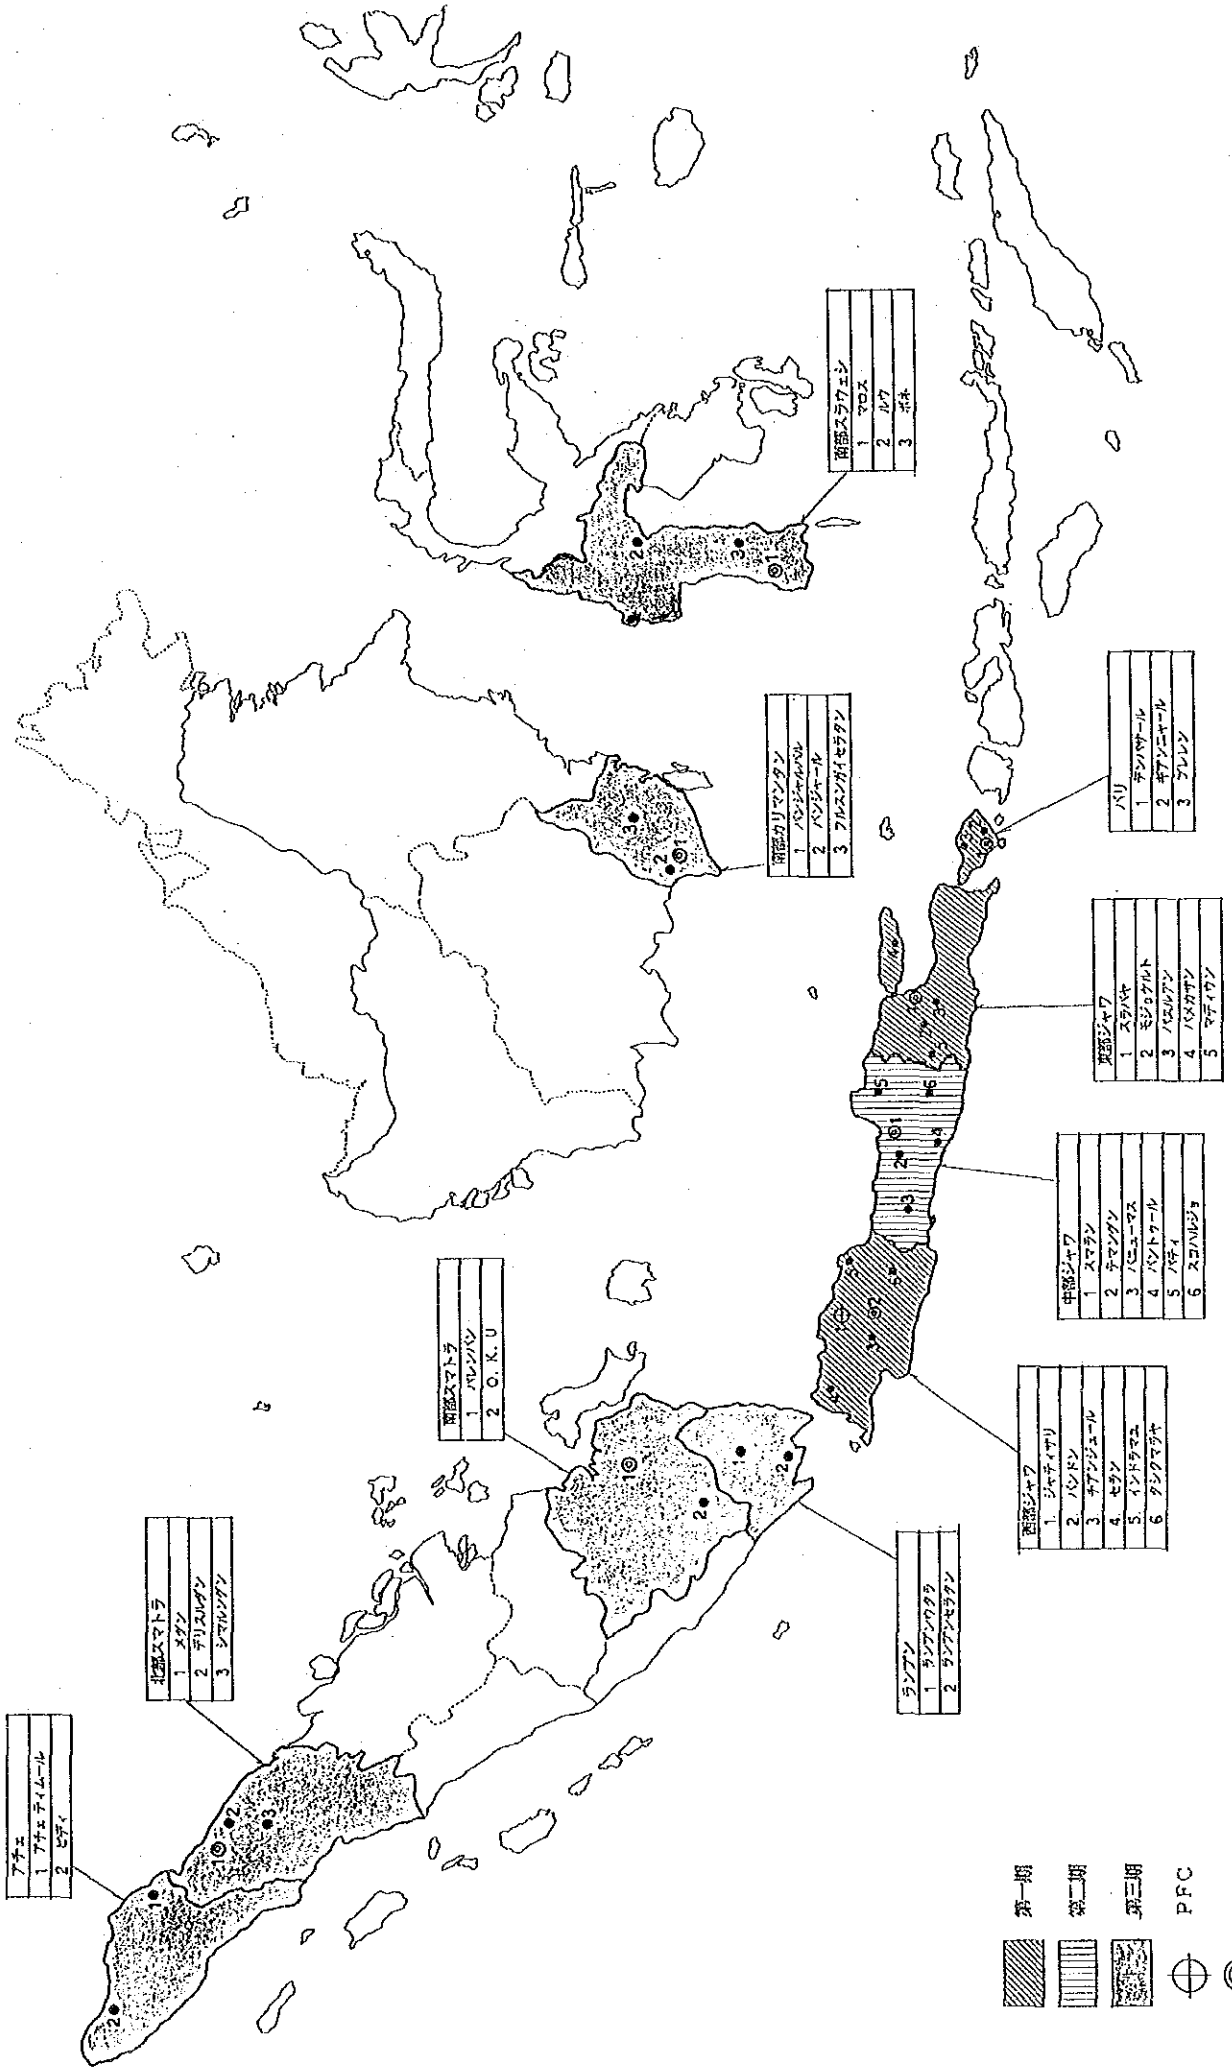 アチェ
1 アチェティムール
2 ピディ
北部スマトラ
1 メダン
2 デリスルダン
3 シマルンダン
南部スマトラ
1 パレンバン
2 O. K. U
ランプン
1 ランプンウタラ
2 ランプンセラタン
西部ジャワ
1. ジャティサリ
2. バンドン
3 チアンジュール
4. セラン
5. インドラマユ
6 タシクマラヤ
中部ジャワ
1 スマラン
2 テマングン
3 バニューマス
4 バントゥール
5 パティ
6 スコハルジョ
東部ジャワ
1 スラバヤ
2 モジョケルト
3 パスルアン
4 パメカサン
5 マディウン
バリ
1 デンパサール
2 ギアンニャール
3 ブレレン
南部カリマンタン
1 バンジャルバル
2 バンジャール
3 フルスンガイセラタン
南部スラウェシ
1 マロス
2 ルウ
3 ボネ
第一期
第二期
第三期
PFC